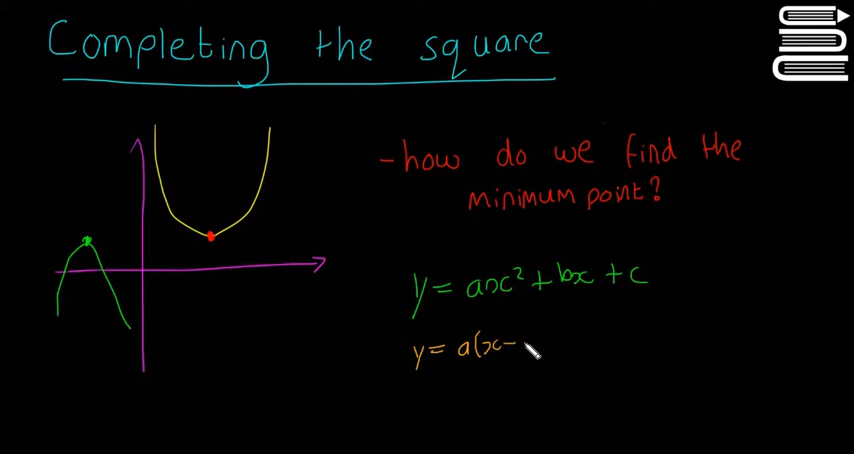 Completing the square
- how do we find the
minimum point?
y = ax² + bx + c
y = a(x-